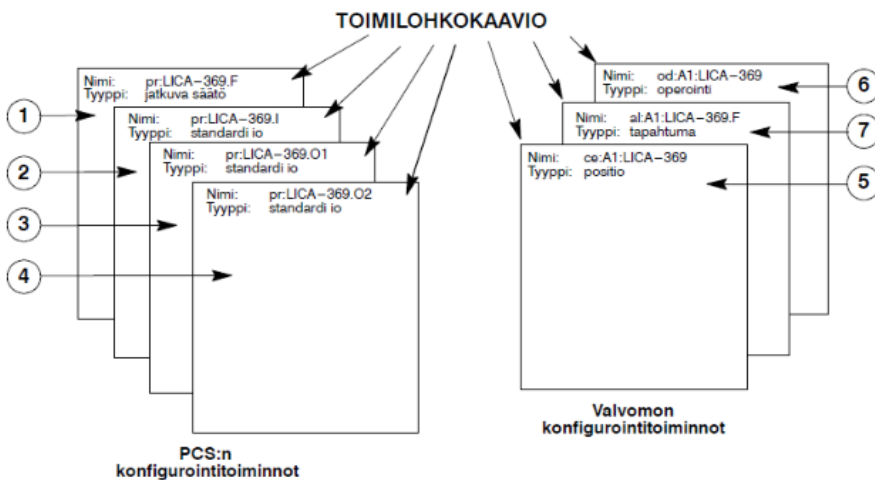 TOIMILOHKOKAAVIO
Nimi: pr:LICA-369.F
Tyyppi: jatkuva säätö
Nimi: pr:LICA-369.I
Tyyppi: standardi io
Nimi: pr:LICA-369.O1
Tyyppi: standardi io
Nimi: pr:LICA-369.O2
Tyyppi: standardi io
1
2
3
4
PCS:n
konfigurointitoiminnot
Nimi: od:A1:LICA-369
Tyyppi: operointi
Nimi: al:A1:LICA-369.F
Tyyppi: tapahtuma
Nimi: ce:A1:LICA-369
Tyyppi: positio
6
7
5
Valvomon
konfigurointitoiminnot